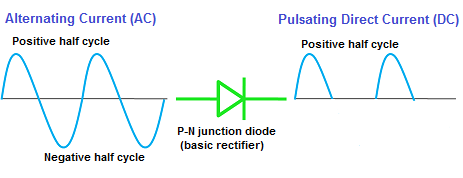 Alternating Current (AC)
Pulsating Direct Current (DC)
Positive half cycle
Positive half cycle
P-N junction diode
(basic rectifier)
Negative half cycle